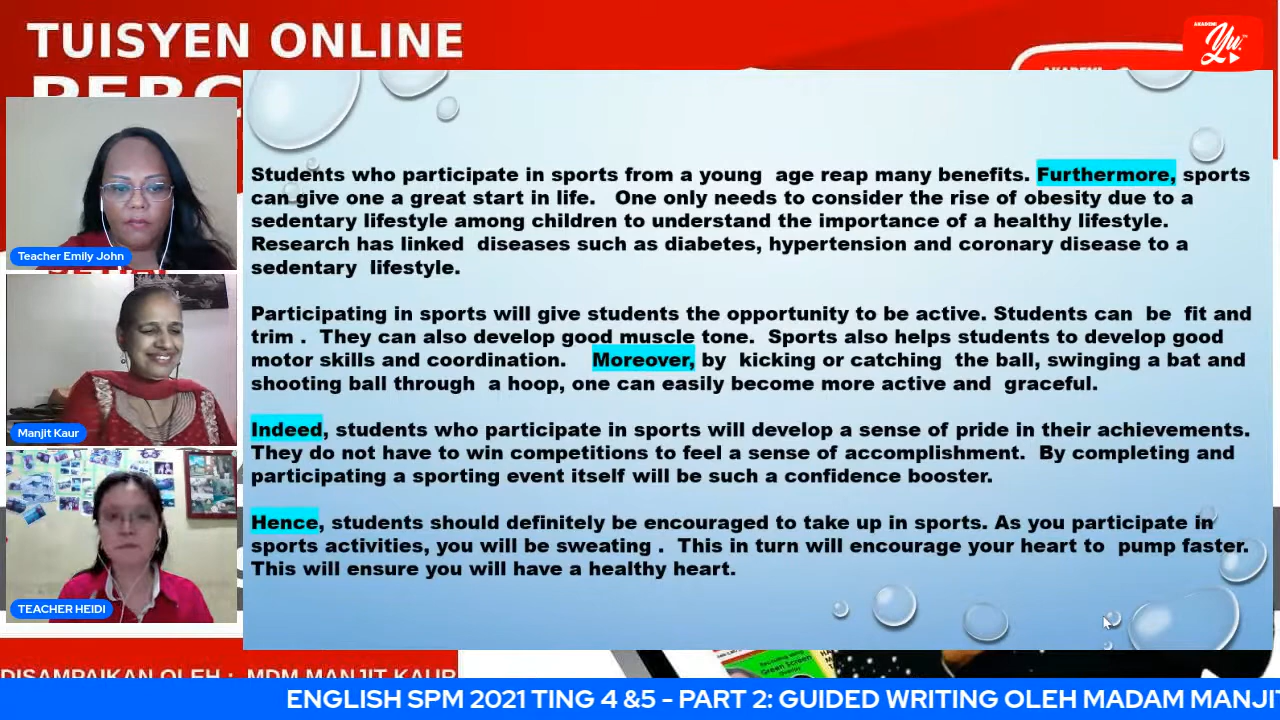 TUISYEN ONLINE
AKADEMI
Yu
Teacher Emily John
Manjit Kaur
TEACHER HEIDI
Students who participate in sports from a young age reap many benefits. Furthermore, sports
can give one a great start in life. One only needs to consider the rise of obesity due to a
sedentary lifestyle among children to understand the importance of a healthy lifestyle.
Research has linked diseases such as diabetes, hypertension and coronary disease to a
sedentary lifestyle.
Participating in sports will give students the opportunity to be active. Students can be fit and
trim . They can also develop good muscle tone. Sports also helps students to develop good
motor skills and coordination. Moreover, by kicking or catching the ball, swinging a bat and
shooting ball through a hoop, one can easily become more active and graceful.
Indeed, students who participate in sports will develop a sense of pride in their achievements.
They do not have to win competitions to feel a sense of accomplishment. By completing and
participating a sporting event itself will be such a confidence booster.
Hence, students should definitely be encouraged to take up in sports. As you participate in
sports activities, you will be sweating . This in turn will encourage your heart to pump faster.
This will ensure you will have a healthy heart.
DISAMPAIKAN OLEH : MDM MANJIT KAUR
ENGLISH SPM 2021 TING 4 &5 - PART 2: GUIDED WRITING OLEH MADAM MANJIT